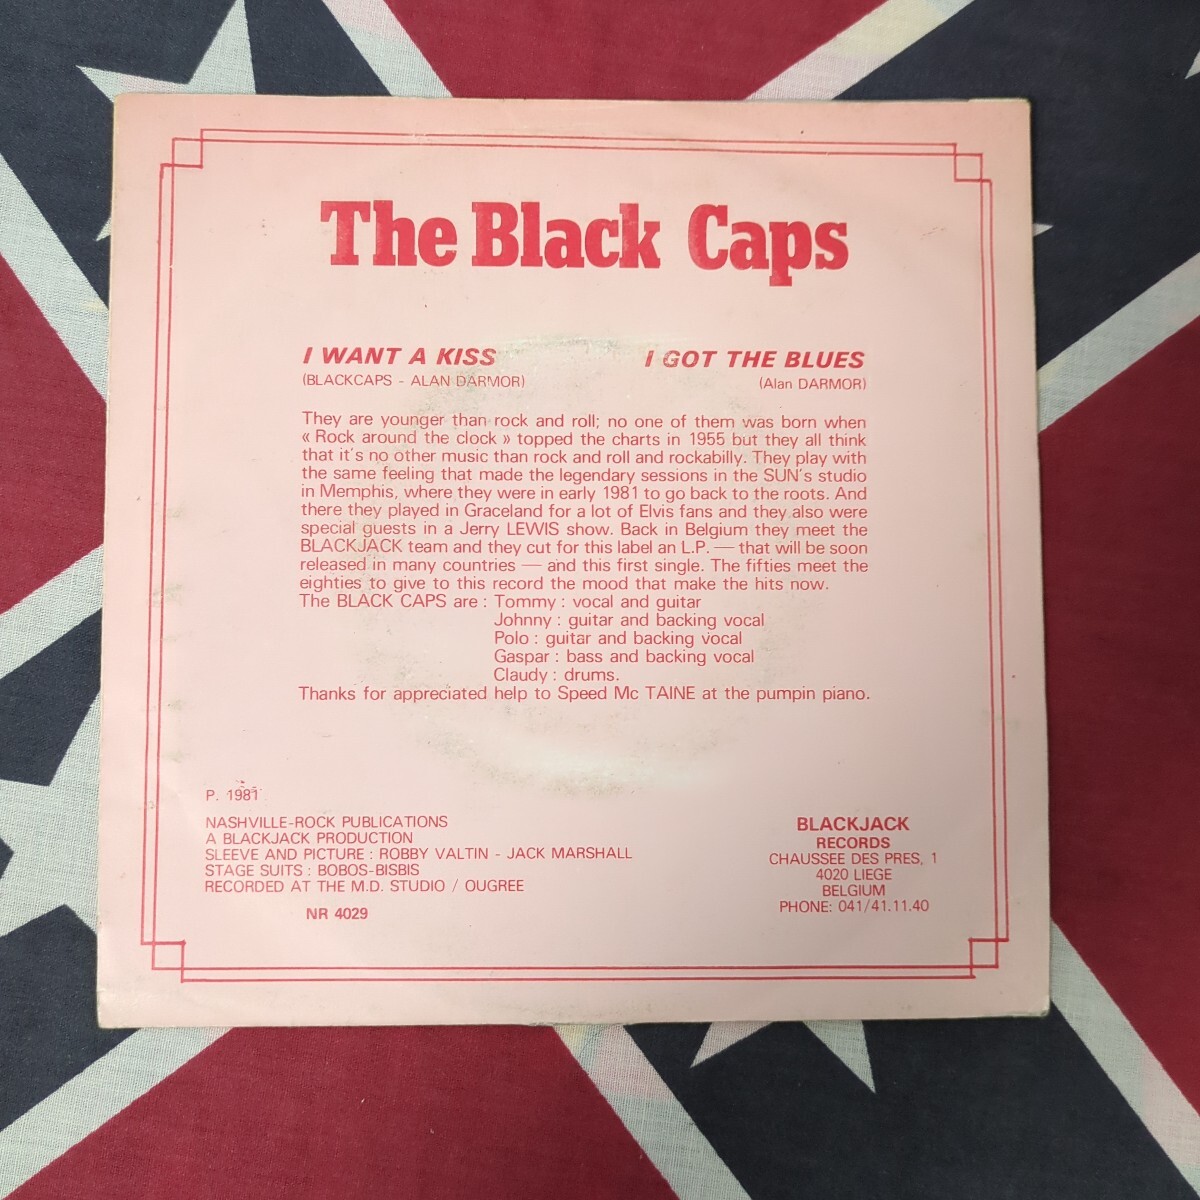 The Black Caps
I WANT A KISS
(BLACKCAPS - ALAN DARMOR)
I GOT THE BLUES
(Alan DARMOR)
They are younger than rock and roll; no one of them was born when
« Rock around the clock » topped the charts in 1955 but they all think
that it's no other music than rock and roll and rockabilly. They play with
the same feeling that made the legendary sessions in the SUN's studio
in Memphis, where they were in early 1981 to go back to the roots. And
there they played in Graceland for a lot of Elvis fans and they also were
special guests in a Jerry LEWIS show. Back in Belgium they meet the
BLACKJACK team and they cut for this label an L.P. — that will be soon
released in many countries — and this first single. The fifties meet the
eighties to give to this record the mood that make the hits now.
The BLACK CAPS are : Tommy : vocal and guitar
Johnny : guitar and backing vocal
Polo : guitar and backing vocal
Gaspar : bass and backing vocal
Claudy : drums.
Thanks for appreciated help to Speed Mc TAINE at the pumpin piano.
P. 1981
NASHVILLE-ROCK PUBLICATIONS
A BLACKJACK PRODUCTION
SLEEVE AND PICTURE : ROBBY VALTIN - JACK MARSHALL
STAGE SUITS : BOBOS-BISBIS
RECORDED AT THE M.D. STUDIO / OUGREE
NR 4029
BLACKJACK
RECORDS
CHAUSSEE DES PRES, 1
4020 LIEGE
BELGIUM
PHONE: 041/41.11.40